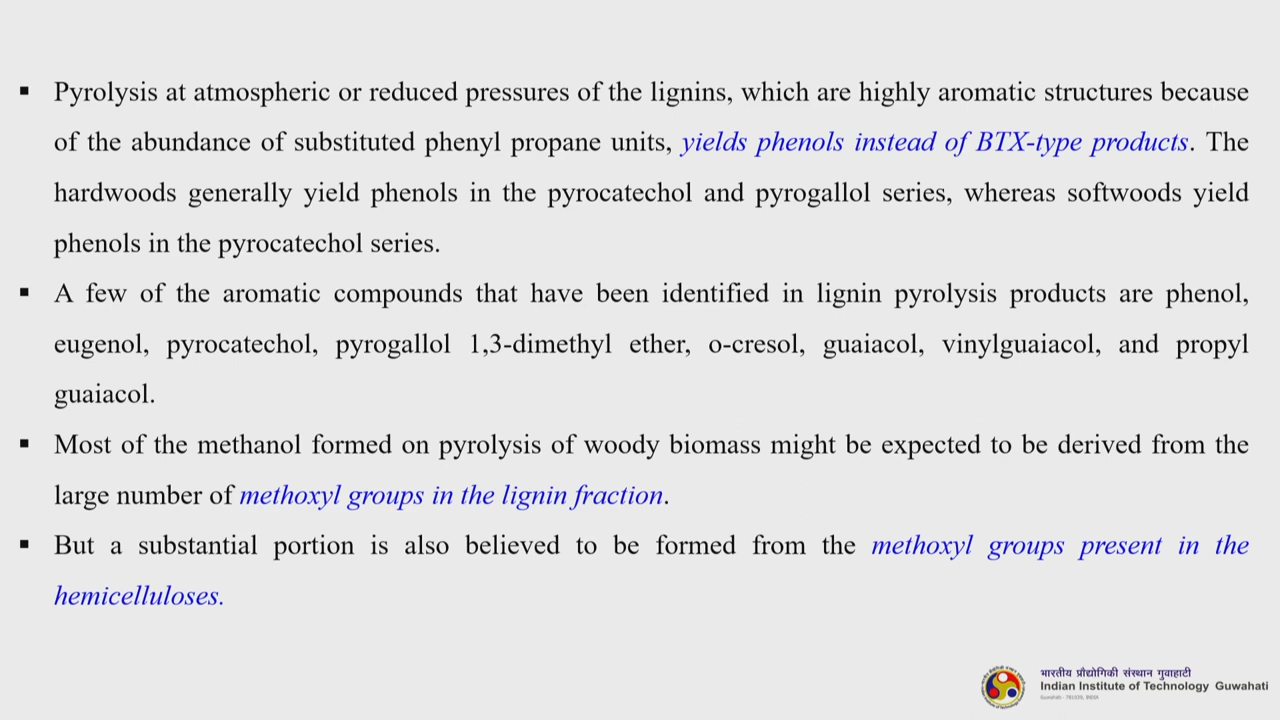 ▪ Pyrolysis at atmospheric or reduced pressures of the lignins, which are highly aromatic structures because
of the abundance of substituted phenyl propane units, yields phenols instead of BTX-type products. The
hardwoods generally yield phenols in the pyrocatechol and pyrogallol series, whereas softwoods yield
phenols in the pyrocatechol series.
▪ A few of the aromatic compounds that have been identified in lignin pyrolysis products are phenol,
eugenol, pyrocatechol, pyrogallol 1,3-dimethyl ether, o-cresol, guaiacol, vinylguaiacol, and propyl
guaiacol.
▪ Most of the methanol formed on pyrolysis of woody biomass might be expected to be derived from the
large number of methoxyl groups in the lignin fraction.
▪ But a substantial portion is also believed to be formed from the methoxyl groups present in the
hemicelluloses.
भारतीय प्रौद्योगिकी संस्थान गुवाहाटी
Indian Institute of Technology Guwahati
Guwahati - 781039, INDIA